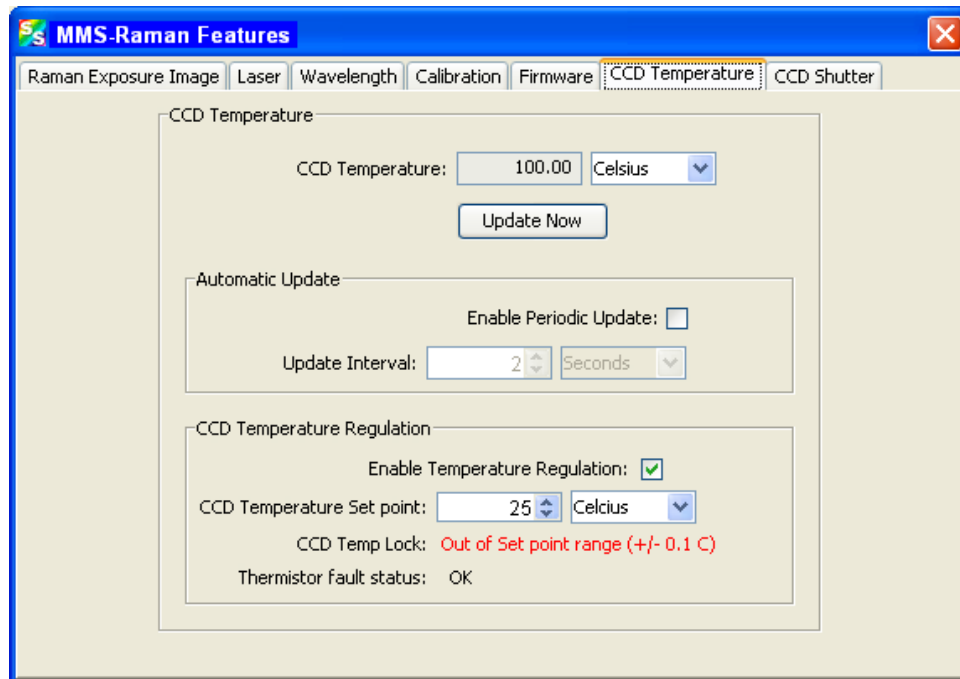 SS MMS-Raman Features
Raman Exposure Image Laser Wavelength Calibration Firmware CCD Temperature CCD Shutter
CCD Temperature
CCD Temperature: 100.00 Celsius
Update Now
Automatic Update
Enable Periodic Update:
Update Interval: 2 Seconds
CCD Temperature Regulation
Enable Temperature Regulation:
CCD Temperature Set point: 25 Celcius
CCD Temp Lock: Out of Set point range (+/- 0.1 C)
Thermistor fault status: OK